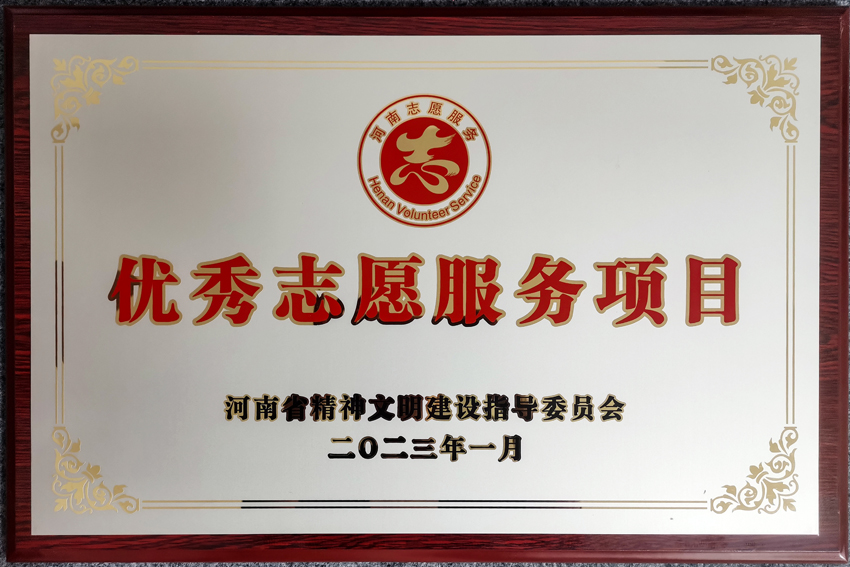 河南志愿服务
志
Henan Volunteer Service
优秀志愿服务项目
河南省精神文明建设指导委员会
二〇二三年一月